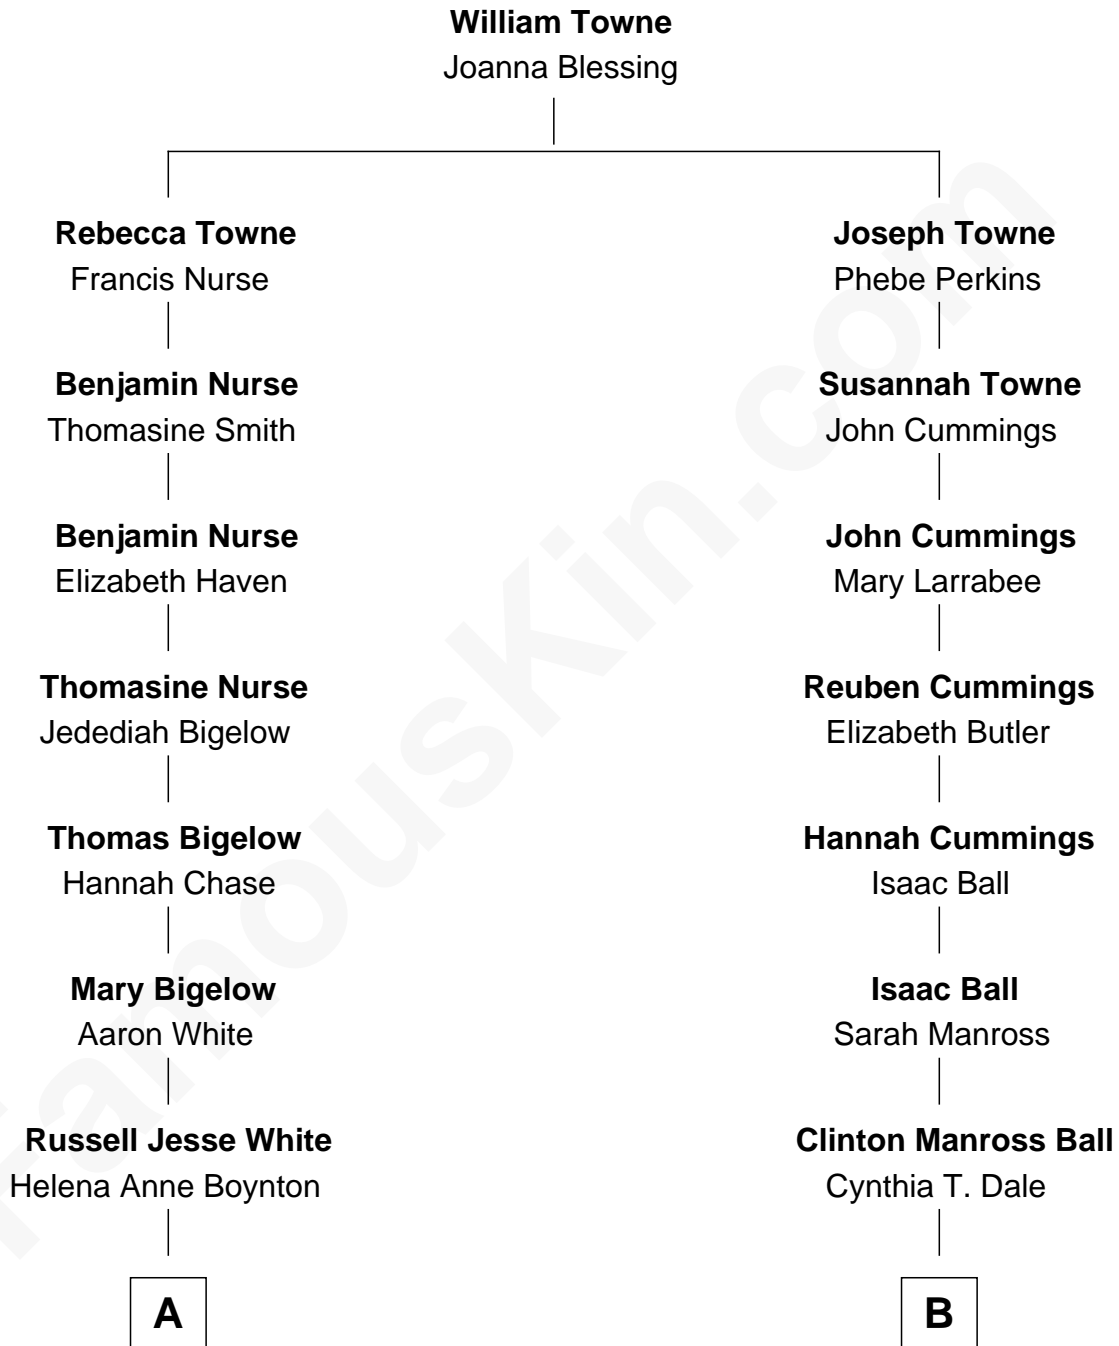 William Towne
Joanna Blessing
Rebecca Towne
Francis Nurse
Joseph Towne
Phebe Perkins
Benjamin Nurse
Thomasine Smith
Susannah Towne
John Cummings
Benjamin Nurse
Elizabeth Haven
John Cummings
Mary Larrabee
Thomasine Nurse
Jedediah Bigelow
Reuben Cummings
Elizabeth Butler
Thomas Bigelow
Hannah Chase
Hannah Cummings
Isaac Ball
Mary Bigelow
Aaron White
Isaac Ball
Sarah Manross
Russell Jesse White
Helena Anne Boynton
Clinton Manross Ball
Cynthia T. Dale
A
B
FamousKin.com